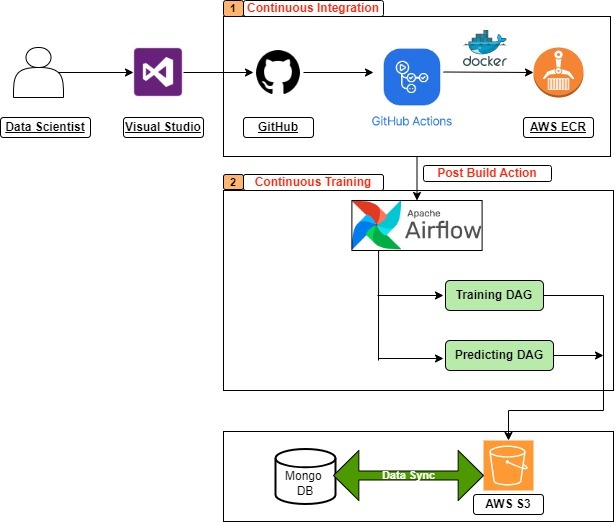 1 Continuous Integration
docker
Data Scientist
Visual Studio
GitHub
GitHub Actions
AWS ECR
Post Build Action
2 Continuous Training
Apache
Airflow
Training DAG
Predicting DAG
Mongo
DB
Data Sync
AWS S3